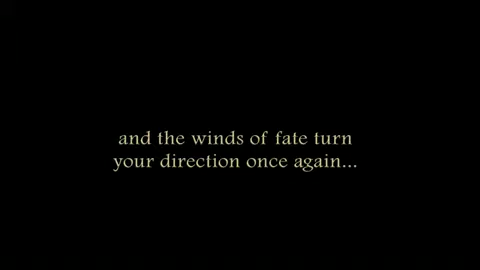 and the winds of fate turn
your direction once again...